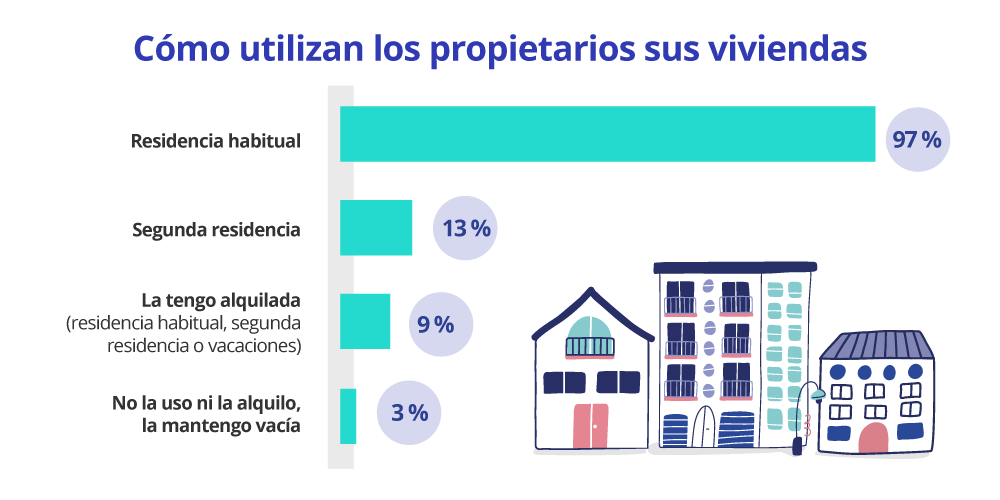 Cómo utilizan los propietarios sus viviendas
Residencia habitual
97 %
Segunda residencia
13 %
La tengo alquilada
(residencia habitual, segunda
residencia o vacaciones)
9 %
No la uso ni la alquilo,
la mantengo vacía
3 %